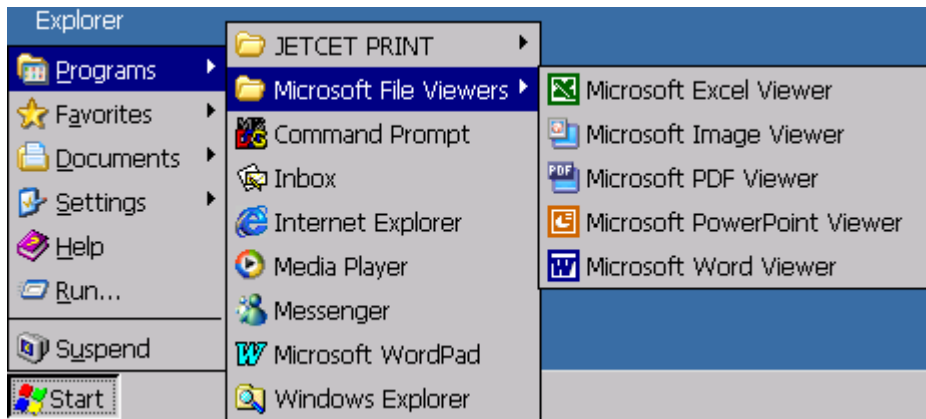 Explorer
Programs
Favorites
Documents
Settings
Help
Run...
Suspend
Start
JETCET PRINT
Microsoft File Viewers
Command Prompt
Inbox
Internet Explorer
Media Player
Messenger
Microsoft WordPad
Windows Explorer
Microsoft Excel Viewer
Microsoft Image Viewer
PDF
Microsoft PDF Viewer
Microsoft PowerPoint Viewer
Microsoft Word Viewer